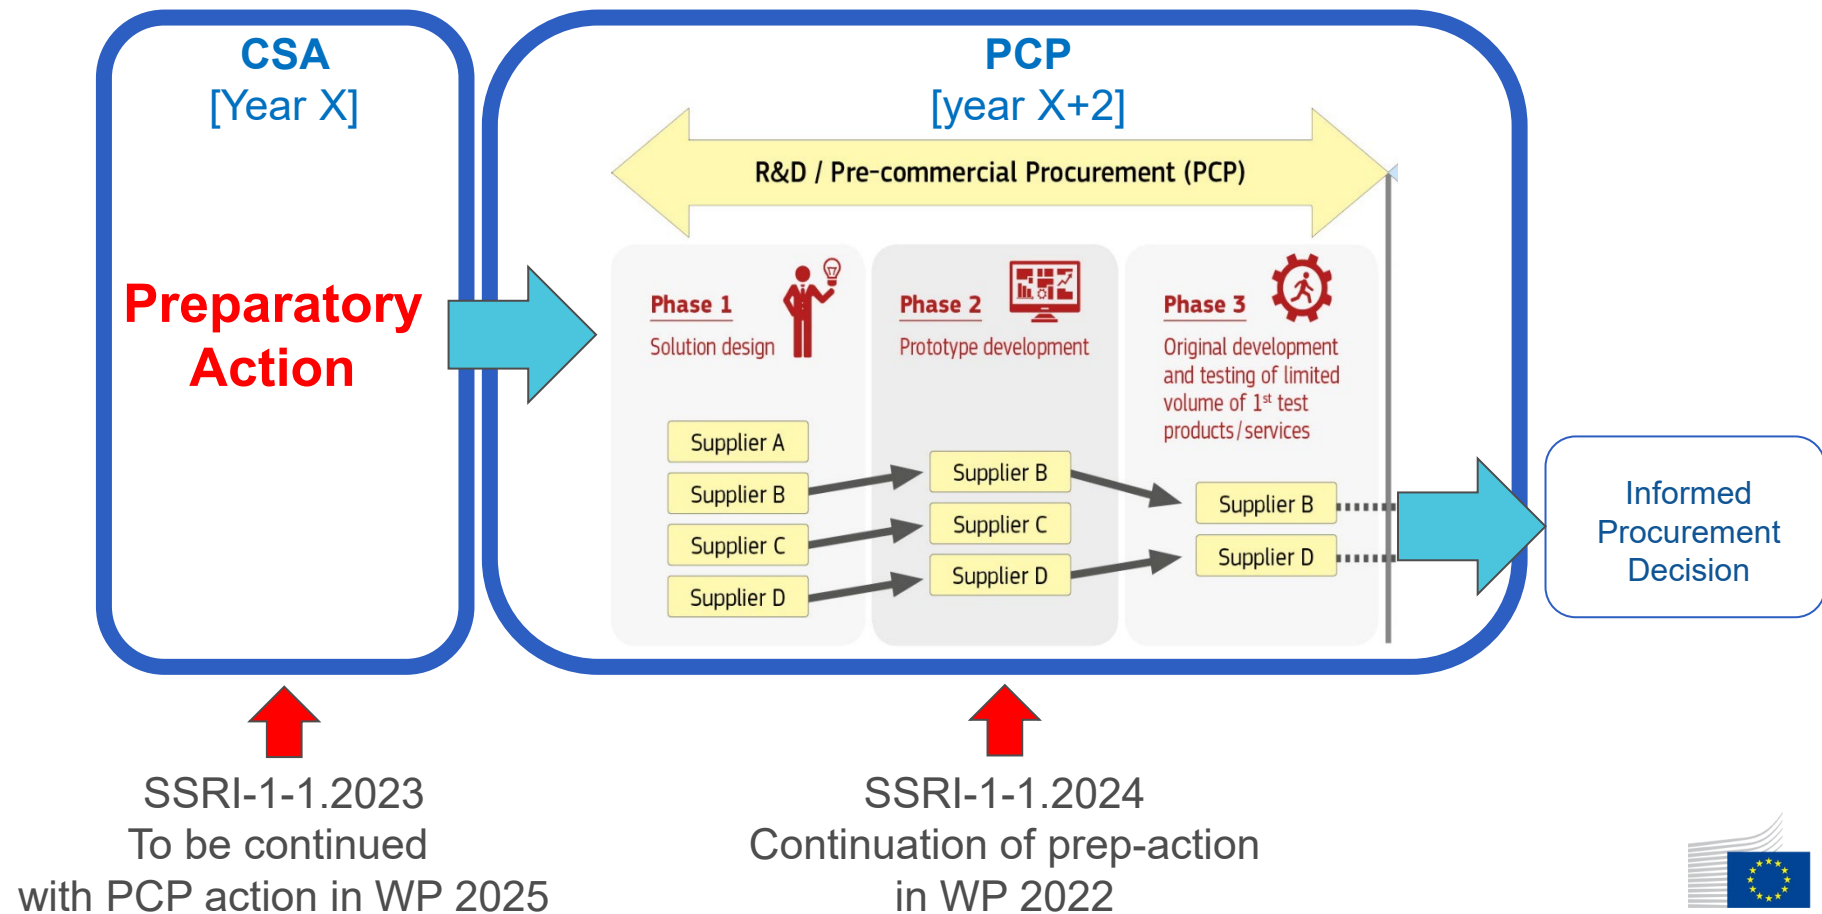 CSA
[Year X]
Preparatory
Action
PCP
[year X+2]
R&D / Pre-commercial Procurement (PCP)
Phase 1
Solution design
Supplier A
Supplier B
Supplier C
Supplier D
Phase 2
Prototype development
Supplier B
Supplier C
Supplier D
Phase 3
Original development
and testing of limited
volume of 1st test
products/services
Supplier B
Supplier D
Informed
Procurement
Decision
SSRI-1-1.2023
To be continued
with PCP action in WP 2025
SSRI-1-1.2024
Continuation of prep-action
in WP 2022